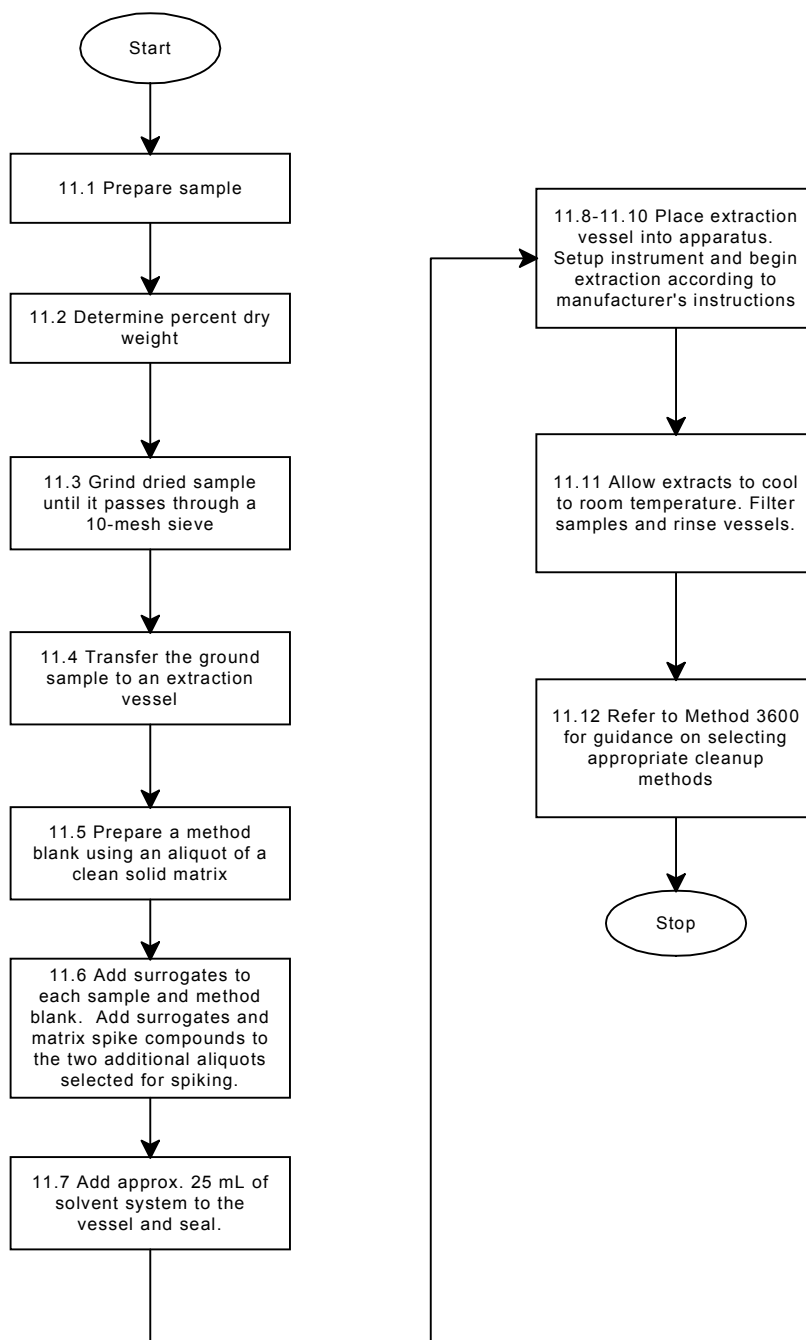 Start
11.1 Prepare sample
11.2 Determine percent dry
weight
11.3 Grind dried sample
until it passes through a
10-mesh sieve
11.4 Transfer the ground
sample to an extraction
vessel
11.5 Prepare a method
blank using an aliquot of a
clean solid matrix
11.6 Add surrogates to
each sample and method
blank.  Add surrogates and
matrix spike compounds to
the two additional aliquots
selected for spiking.
11.7 Add approx. 25 mL of
solvent system to the
vessel and seal.
11.8-11.10 Place extraction
vessel into apparatus.
Setup instrument and begin
extraction according to
manufacturer's instructions
11.11 Allow extracts to cool
to room temperature. Filter
samples and rinse vessels.
11.12 Refer to Method 3600
for guidance on selecting
appropriate cleanup
methods
Stop